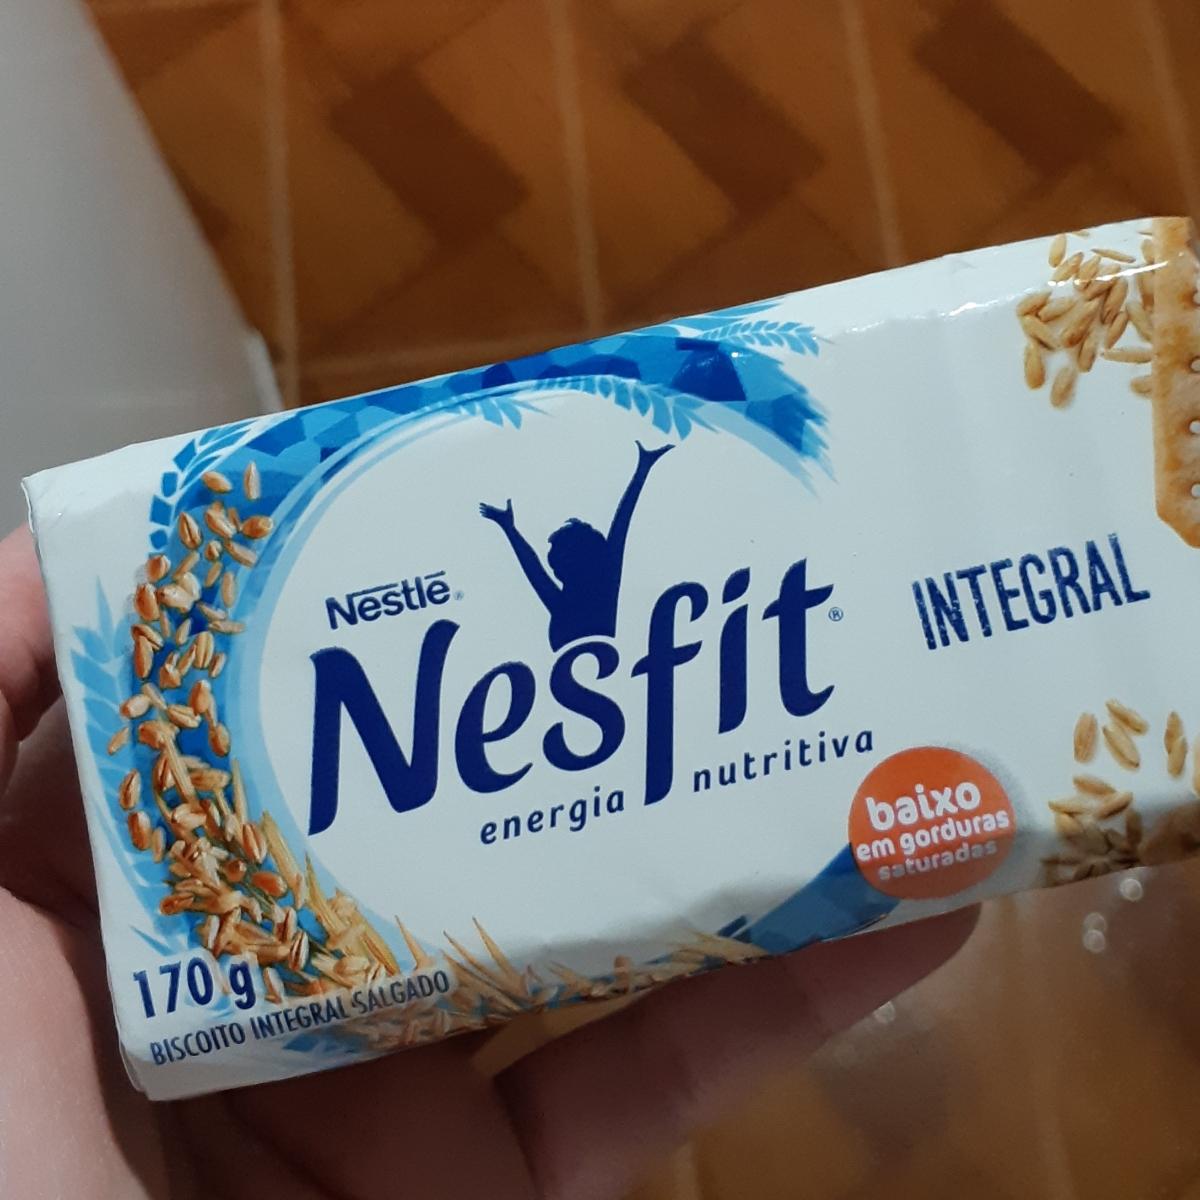 Nestlé®
Nesfit®
energia nutritiva
INTEGRAL
baixo
em gorduras
saturadas
170 g
BISCOITO INTEGRAL SALGADO